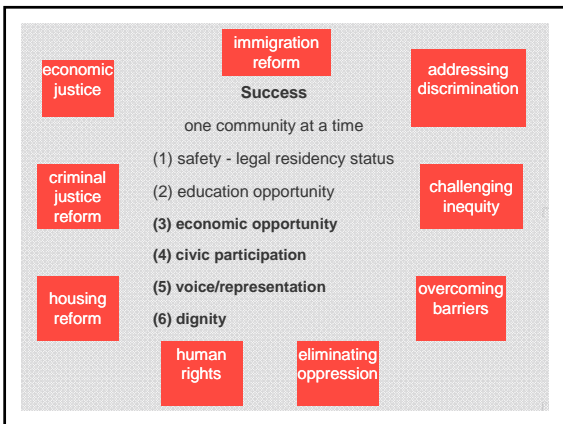 immigration
reform
economic
justice
addressing
discrimination
Success
one community at a time
(1) safety - legal residency status
(2) education opportunity
(3) economic opportunity
(4) civic participation
(5) voice/representation
(6) dignity
criminal
justice
reform
challenging
inequity
housing
reform
overcoming
barriers
human
rights
eliminating
oppression